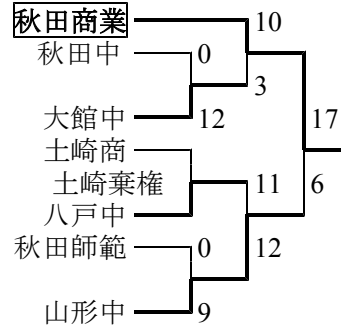 秋田商業 10
秋田中 0
3
大館中 12 17
土崎商
土崎棄権 11 6
八戸中
秋田師範 0 12
山形中 9